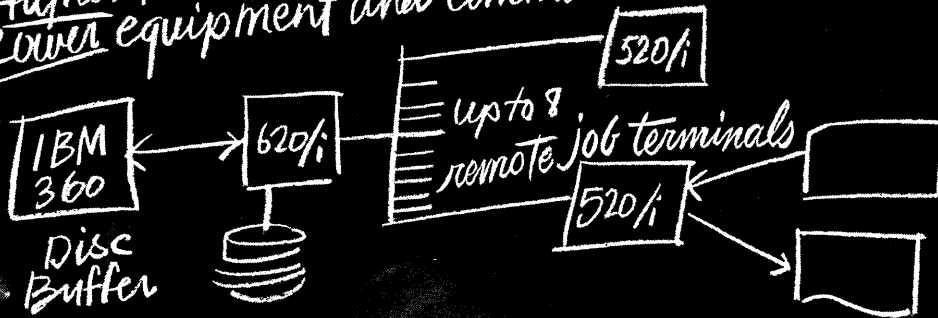 Lower equipment and
520/i
up to 8
remote job terminals
IBM
360
620/i
520/i
Disc
Buffer